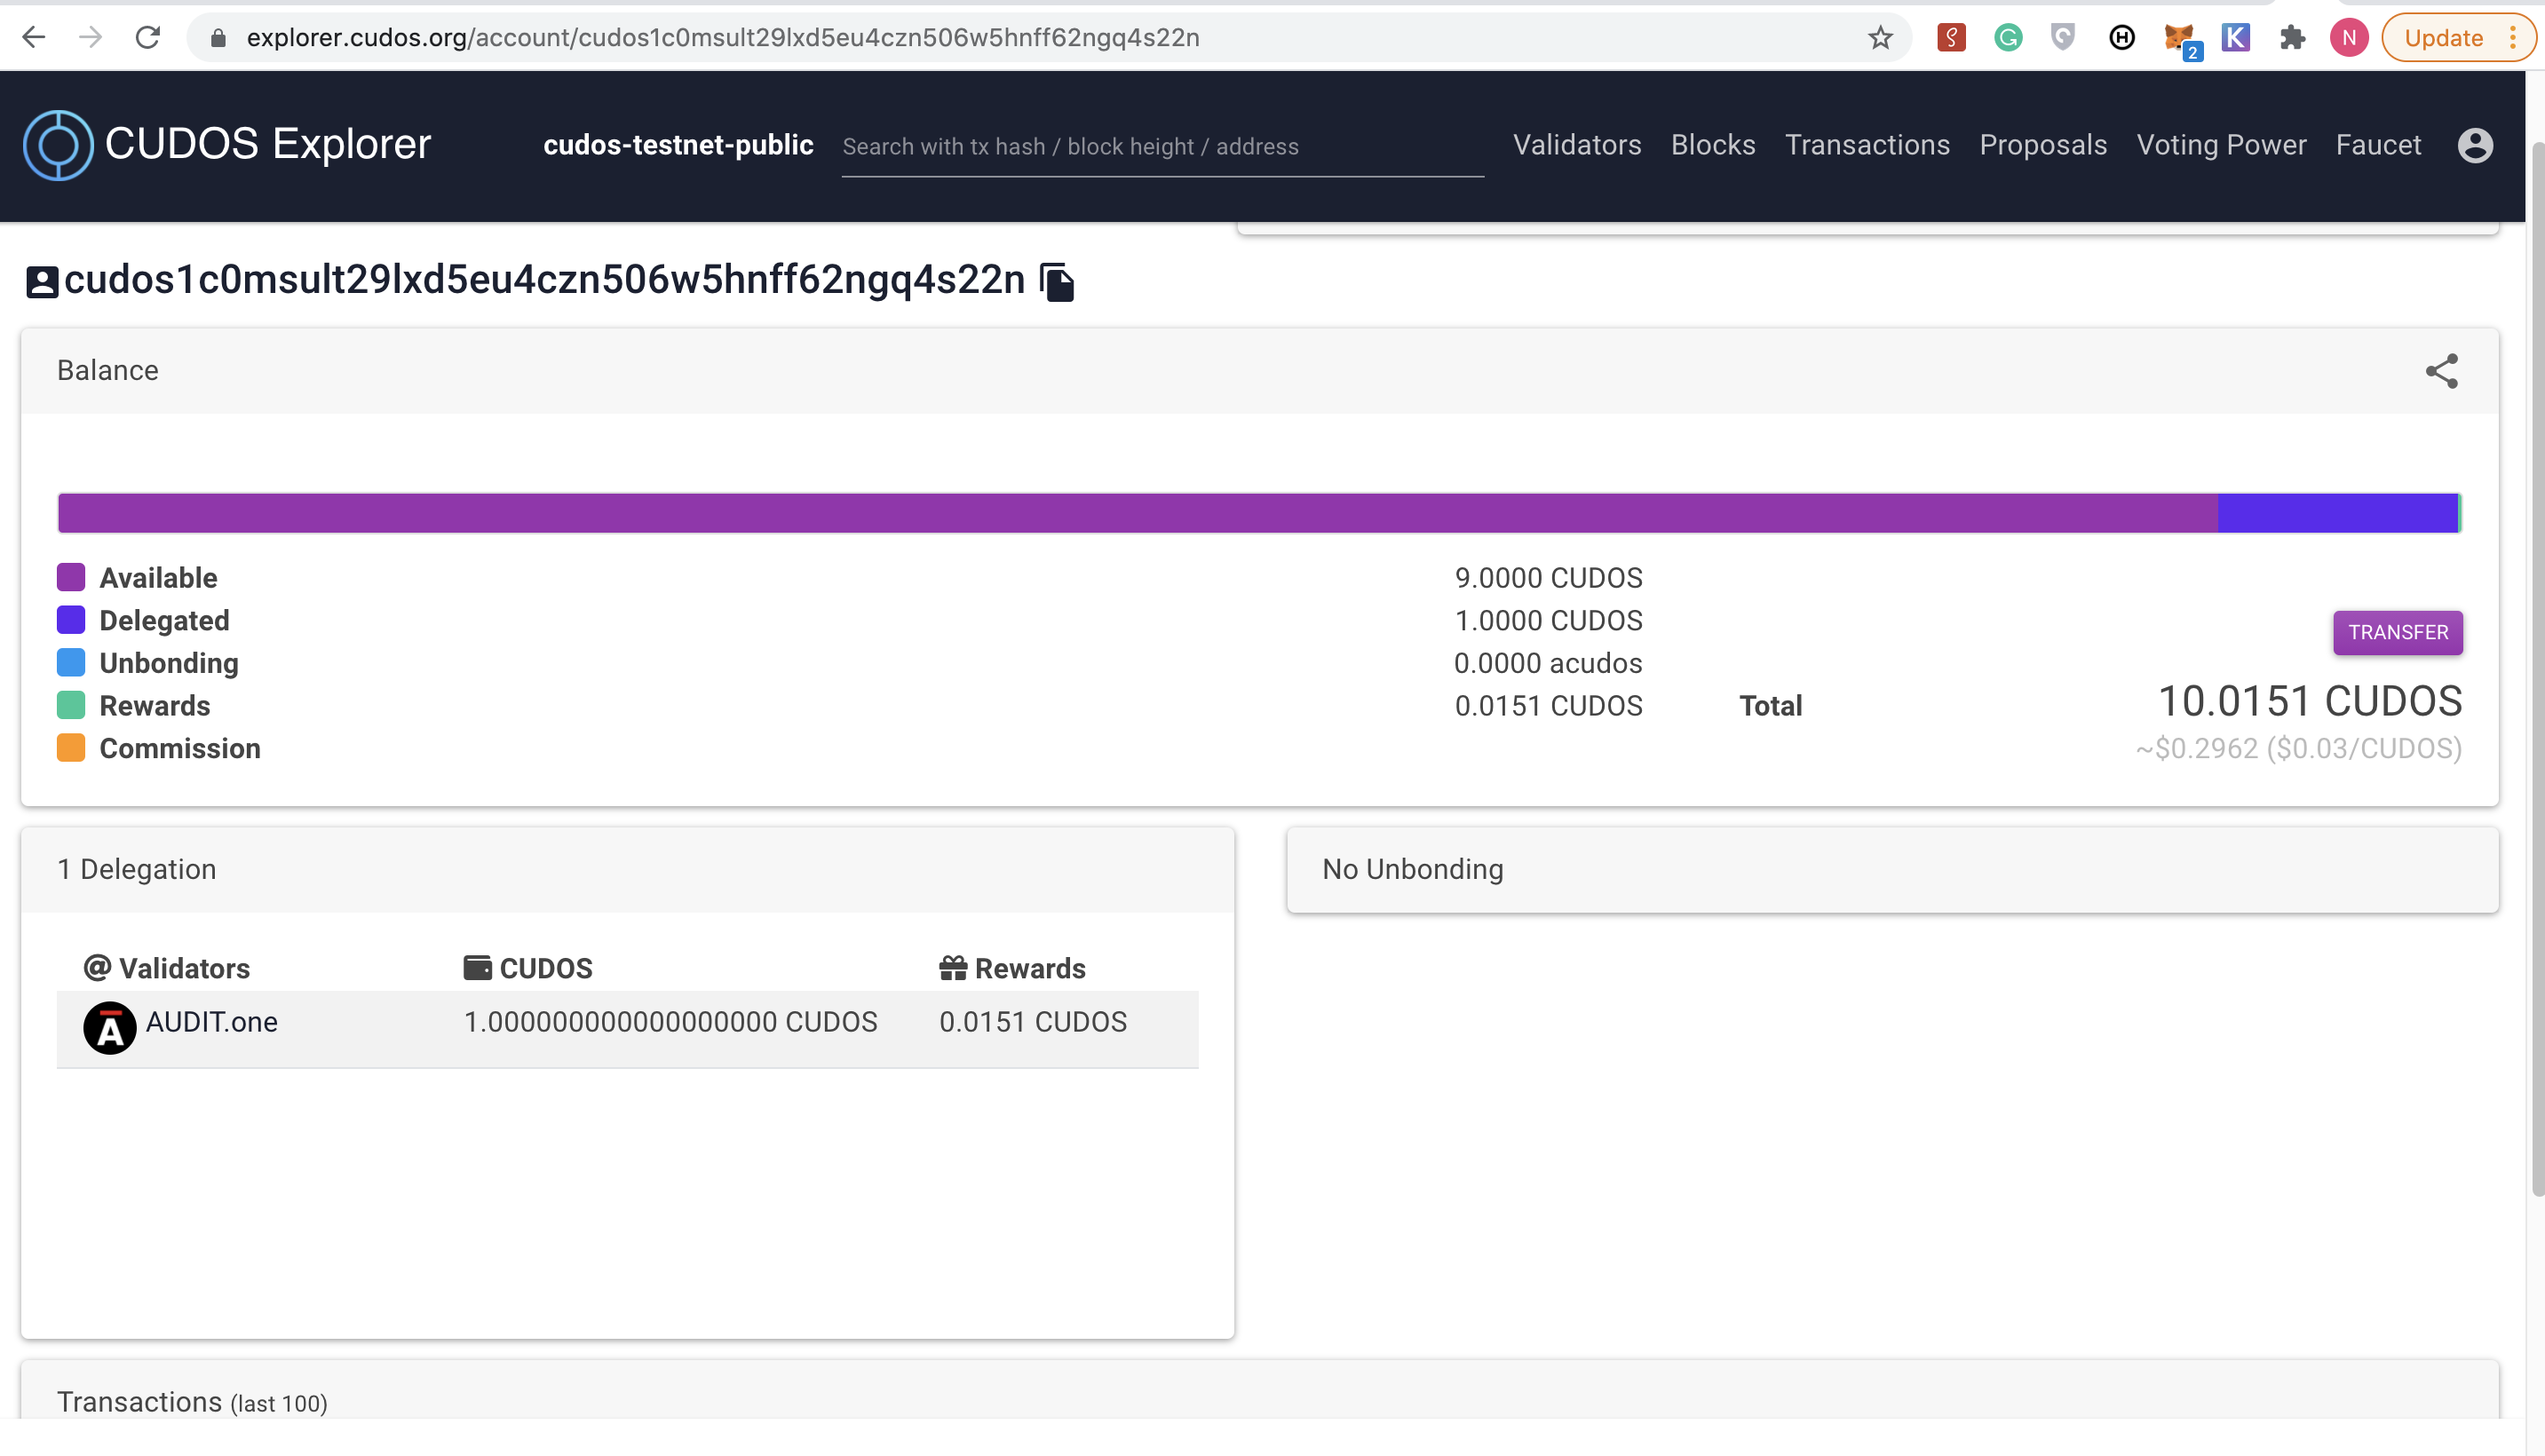 explorer.cudos.org/account/cudos1c0msult29lxd5eu4czn506w5hnff62ngq4s22n
2
N
Update
CUDOS Explorer
cudos-testnet-public
Search with tx hash / block height / address
Validators
Blocks
Transactions
Proposals
Voting Power
Faucet
cudos1c0msult29lxd5eu4czn506w5hnff62ngq4s22n
Balance
Available 9.0000 CUDOS
Delegated 1.0000 CUDOS
Unbonding 0.0000 acudos
Rewards 0.0151 CUDOS
Commission
TRANSFER
Total 10.0151 CUDOS
~$0.2962 ($0.03/CUDOS)
1 Delegation
Validators CUDOS Rewards
AUDIT.one 1.000000000000000000 CUDOS 0.0151 CUDOS
No Unbonding
Transactions (last 100)